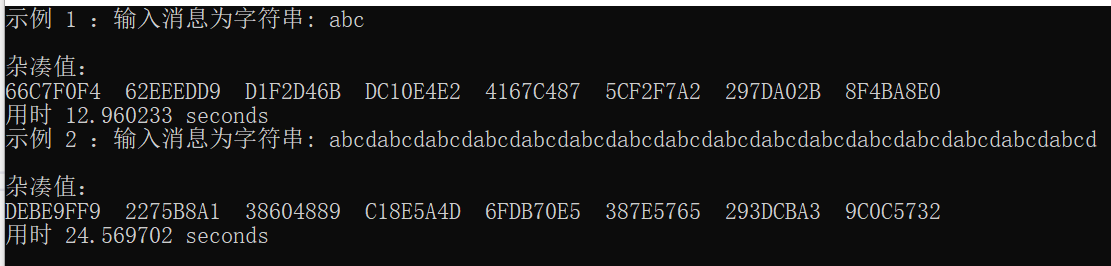 示例 1 ：输入消息为字符串: abc
杂凑值:
66C7F0F4  62EEEDD9  D1F2D46B  DC10E4E2  4167C487  5CF2F7A2  297DA02B  8F4BA8E0
用时 12.960233 seconds
示例 2 ：输入消息为字符串: abcdabcdabcdabcdabcdabcdabcdabcdabcdabcdabcdabcdabcdabcdabcdabcd
杂凑值:
DEBE9FF9  2275B8A1  38604889  C18E5A4D  6FDB70E5  387E5765  293DCBA3  9C0C5732
用时 24.569702 seconds